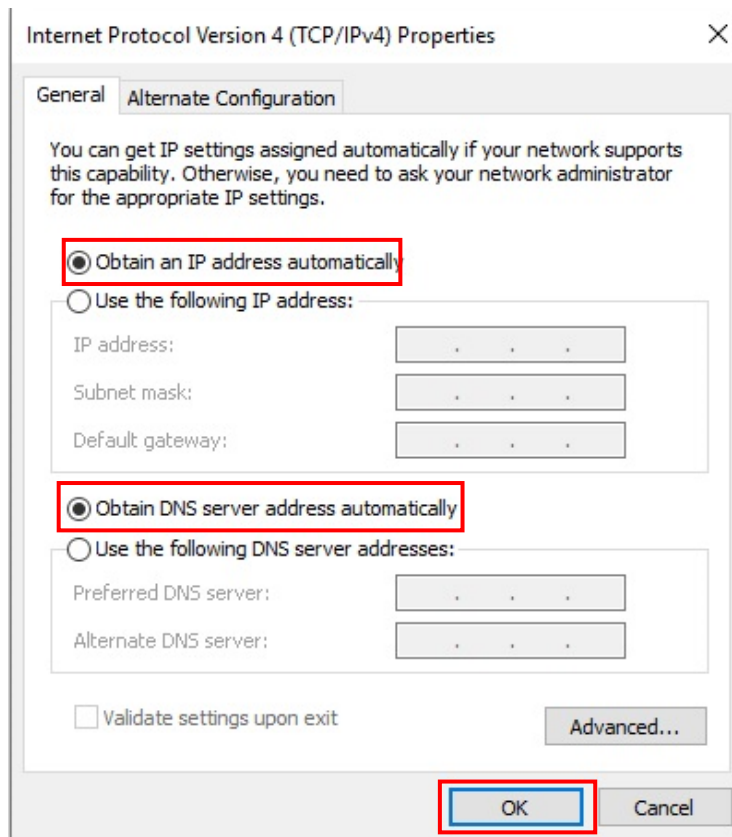 Internet Protocol Version 4 (TCP/IPv4) Properties
General
Alternate Configuration
You can get IP settings assigned automatically if your network supports
this capability. Otherwise, you need to ask your network administrator
for the appropriate IP settings.
Obtain an IP address automatically
Use the following IP address:
IP address:
Subnet mask:
Default gateway:
Obtain DNS server address automatically
Use the following DNS server addresses:
Preferred DNS server:
Alternate DNS server:
Validate settings upon exit
Advanced...
OK
Cancel